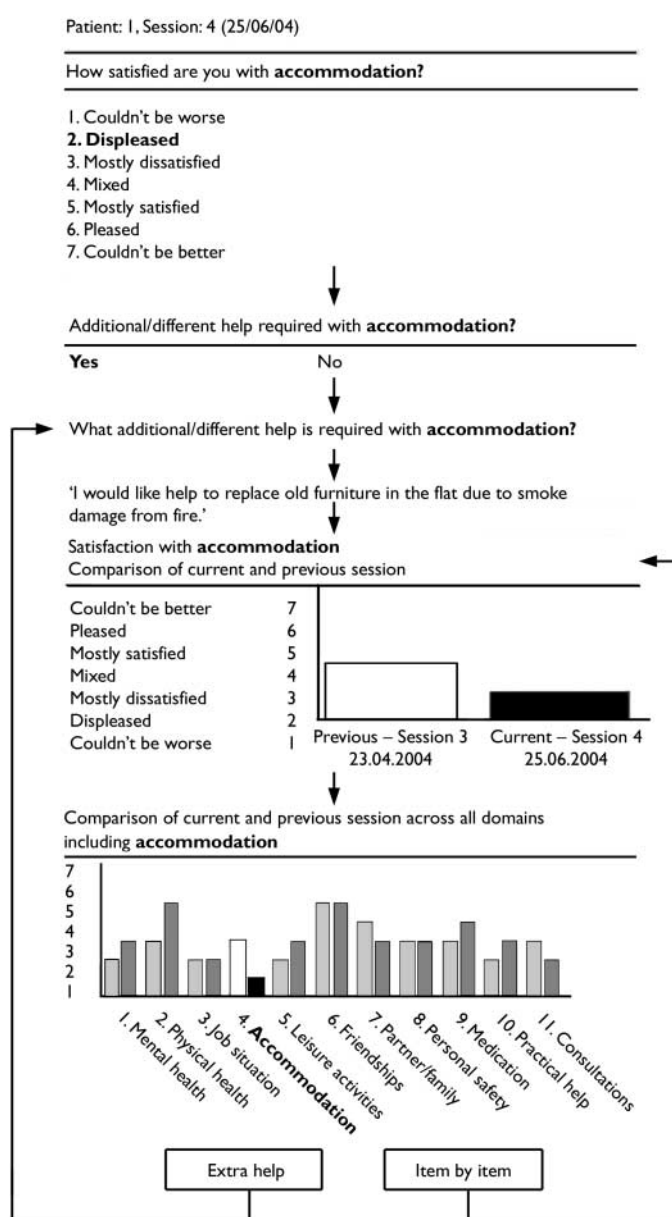 Patient: 1, Session: 4 (25/06/04)
How satisfied are you with accommodation?
1. Couldn't be worse
2. Displeased
3. Mostly dissatisfied
4. Mixed
5. Mostly satisfied
6. Pleased
7. Couldn't be better
Additional/different help required with accommodation?
Yes No
What additional/different help is required with accommodation?
'I would like help to replace old furniture in the flat due to smoke
damage from fire.'
Satisfaction with accommodation
Comparison of current and previous session
Couldn't be better 7
Pleased 6
Mostly satisfied 5
Mixed 4
Mostly dissatisfied 3
Displeased 2
Couldn't be worse 1
Previous – Session 3 Current – Session 4
23.04.2004 25.06.2004
Comparison of current and previous session across all domains
including accommodation
7
6
5
4
3
2
1
1. Mental health
2. Physical health
3. Job situation
4. Accommodation
5. Leisure activities
6. Friendships
7. Partner/family
8. Personal safety
9. Medication
10. Practical help
11. Consultations
Extra help Item by item